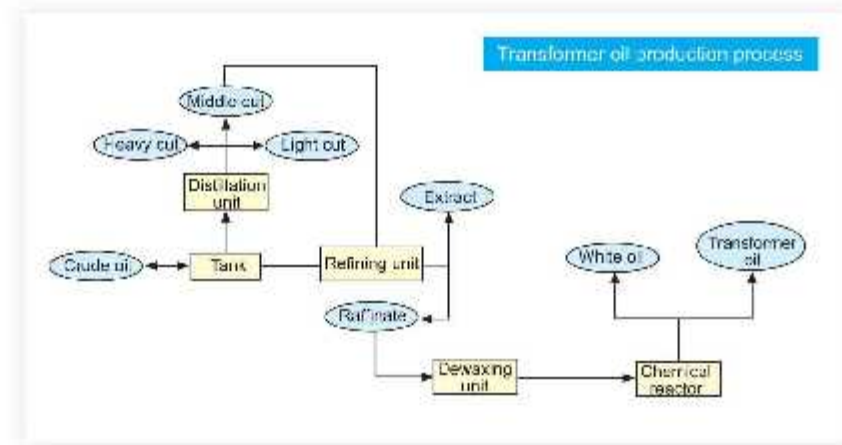 Transformer oil production process
Middle cut
Heavy cut
Light cut
Distillation
unit
Extract
Crude oil
Tank
Refining unit
White oil
Transformer
oil
Raffinate
Dewaxing
unit
Chemical
reactor